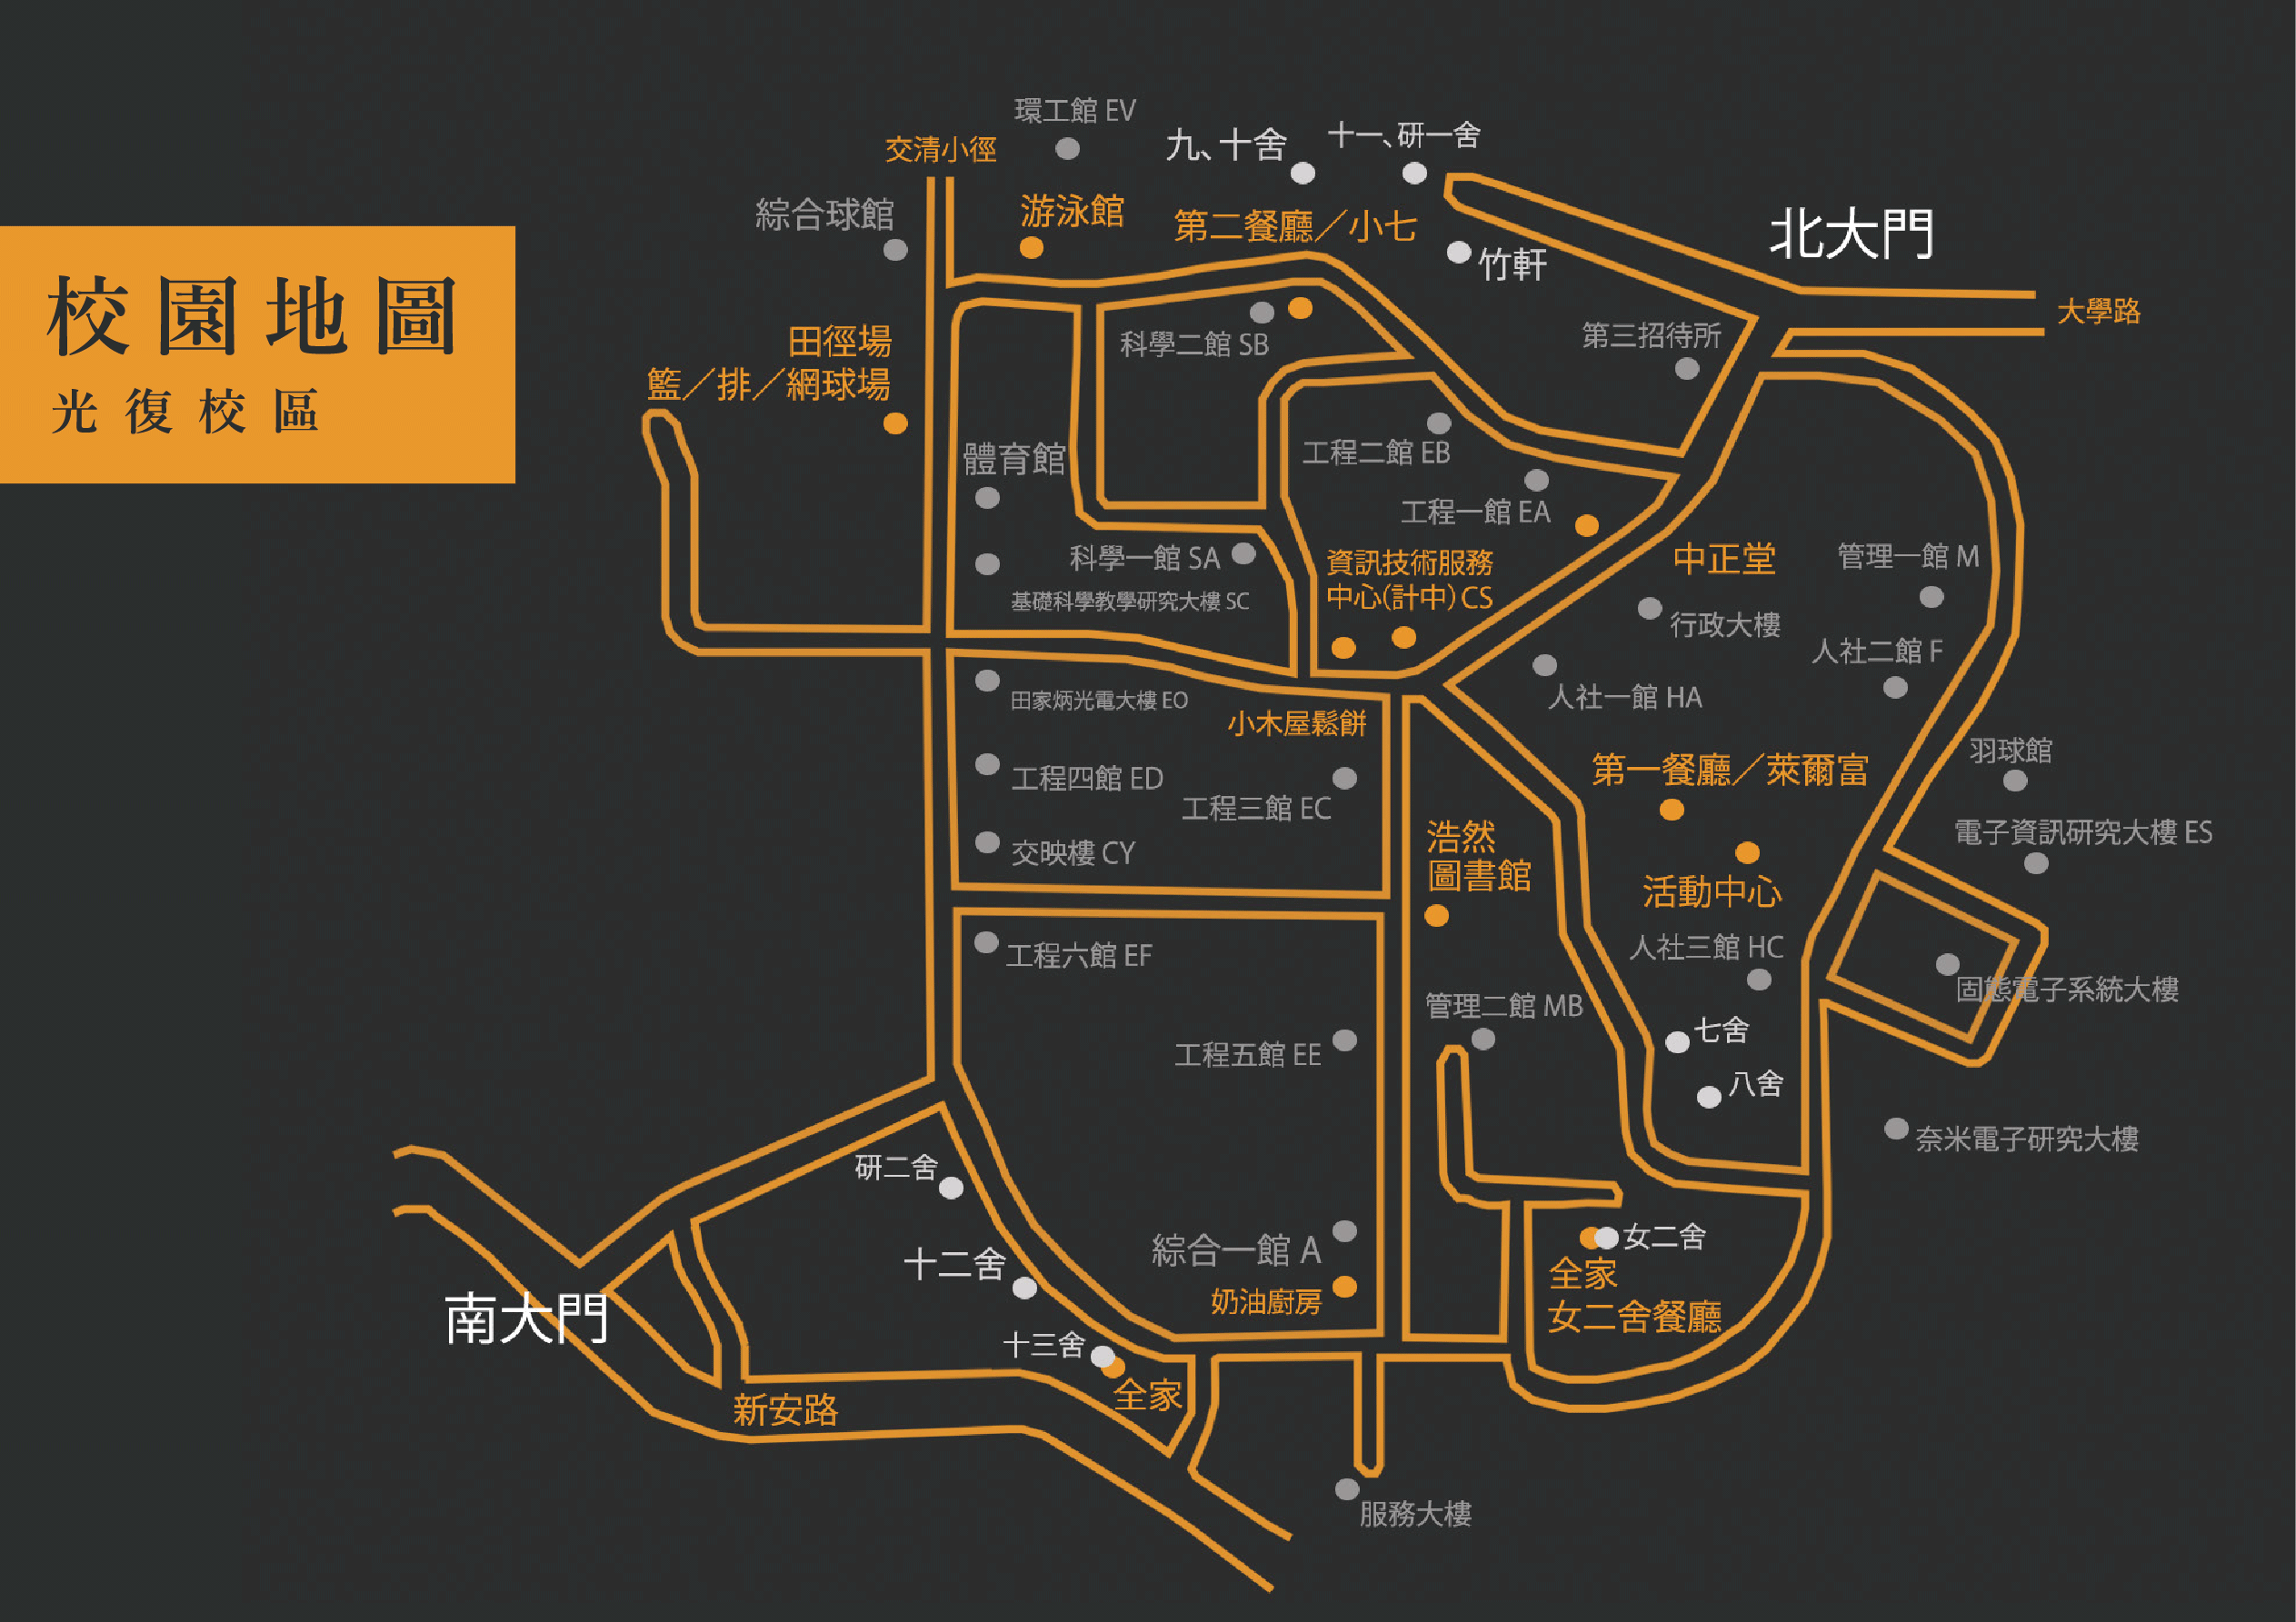 校園地圖
光復校區
環工館 EV
交清小徑
九、十舍
十一、研一舍
綜合球館
游泳館
第二餐廳／小七
竹軒
北大門
大學路
田徑場
籃／排／網球場
科學二館 SB
第三招待所
體育館
工程二館 EB
工程一館 EA
科學一館 SA
基礎科學教學研究大樓 SC
資訊技術服務
中心(計中) CS
中正堂
行政大樓
管理一館 M
人社二館 F
人社一館 HA
田家炳光電大樓 EO
小木屋鬆餅
工程四館 ED
工程三館 EC
交映樓 CY
第一餐廳／萊爾富
羽球館
電子資訊研究大樓 ES
浩然
圖書館
活動中心
人社三館 HC
工程六館 EF
固態電子系統大樓
管理二館 MB
七舍
工程五館 EE
八舍
奈米電子研究大樓
研二舍
十二舍
綜合一館 A
女二舍
全家
女二舍餐廳
奶油廚房
南大門
十三舍
全家
新安路
服務大樓